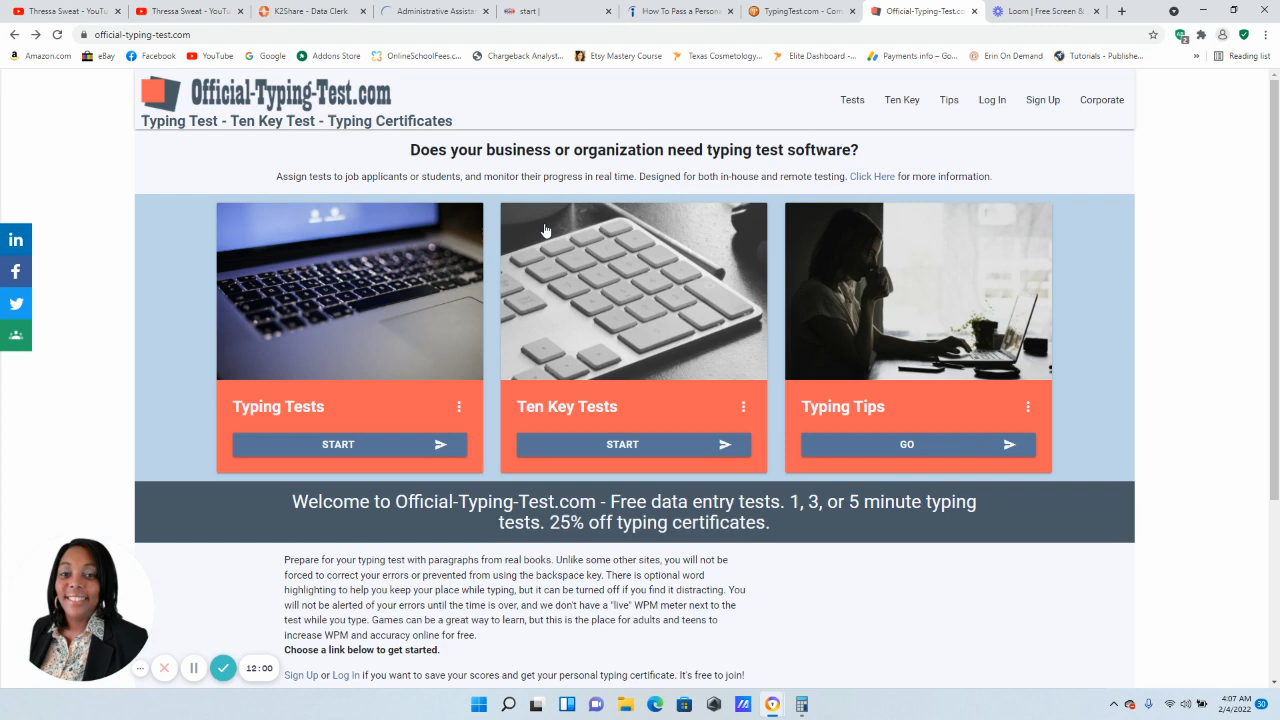 Thressa Sweat - YouTu
Thressa Sweat - YouTu
K2Share - Data Clerk
Administrative Assistan
start |
How To Pass a Persona
TypingTest.com - Com
Official-Typing-Test.co
Loom | Free Screen &
official-typing-test.com
Amazon.com
eBay
Facebook
YouTube
Google
Addons Store
OnlineSchoolFees.c...
Chargeback Analyst...
Etsy Mastery Course
Texas Cosmetology...
Elite Dashboard -...
Payments info – Go...
Erin On Demand
Tutorials - Publishe...
Reading list
Official-Typing-Test.com
Typing Test - Ten Key Test - Typing Certificates
Tests Ten Key Tips Log In Sign Up Corporate
Does your business or organization need typing test software?
Assign tests to job applicants or students, and monitor their progress in real time. Designed for both in-house and remote testing. Click Here for more information.
Typing Tests
START
Ten Key Tests
START
Typing Tips
GO
Welcome to Official-Typing-Test.com - Free data entry tests. 1, 3, or 5 minute typing
tests. 25% off typing certificates.
Prepare for your typing test with paragraphs from real books. Unlike some other sites, you will not be
forced to correct your errors or prevented from using the backspace key. There is optional word
highlighting to help you keep your place while typing, but it can be turned off if you find it distracting. You
will not be alerted of your errors until the time is over, and we don't have a "live" WPM meter next to the
test while you type. Games can be a great way to learn, but this is the place for adults and teens to
increase WPM and accuracy online for free.
Choose a link below to get started.
Sign Up or Log In if you want to save your scores and get your personal typing certificate. It's free to join!
12:00
4:07 AM
2/4/2022
30